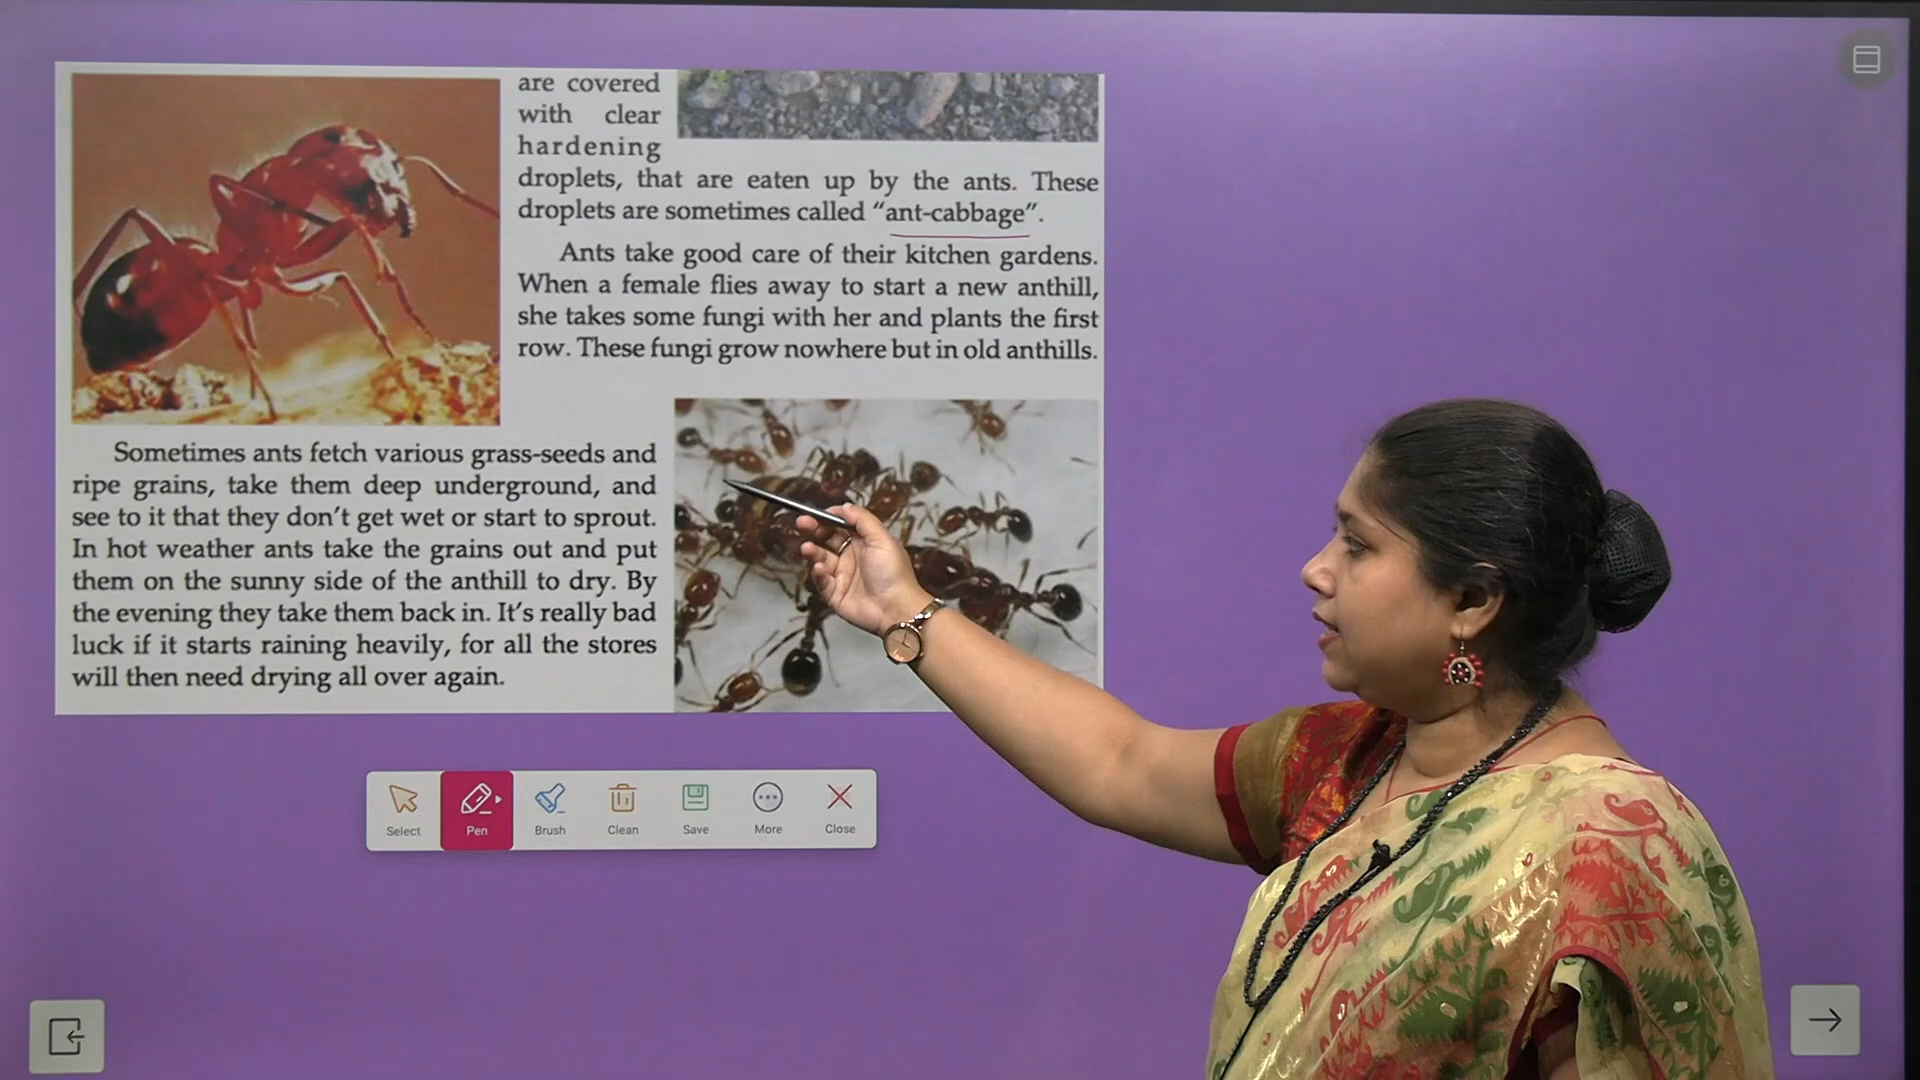 are covered
with clear
hardening
droplets, that are eaten up by the ants. These
droplets are sometimes called “ant-cabbage”.
Ants take good care of their kitchen gardens.
When a female flies away to start a new anthill,
she takes some fungi with her and plants the first
row. These fungi grow nowhere but in old anthills.
Sometimes ants fetch various grass-seeds and
ripe grains, take them deep underground, and
see to it that they don’t get wet or start to sprout.
In hot weather ants take the grains out and put
them on the sunny side of the anthill to dry. By
the evening they take them back in. It’s really bad
luck if it starts raining heavily, for all the stores
will then need drying all over again.
Select Pen Brush Clean Save More Close